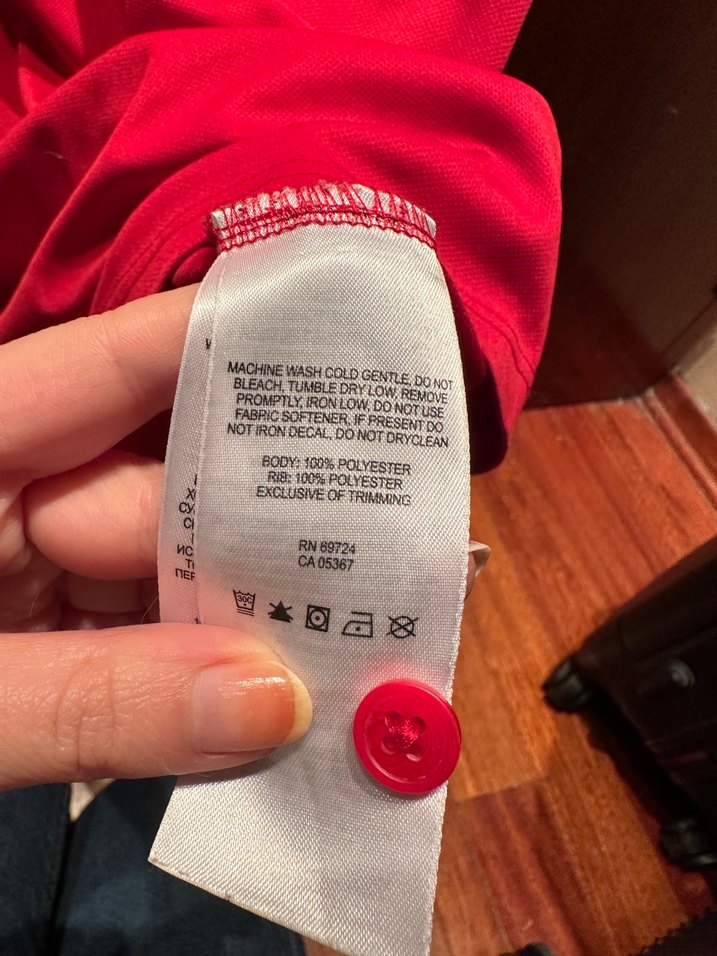 MACHINE WASH COLD GENTLE, DO NOT
BLEACH, TUMBLE DRY LOW, REMOVE
PROMPTLY, IRON LOW, DO NOT USE
FABRIC SOFTENER, IF PRESENT DO
NOT IRON DECAL, DO NOT DRYCLEAN
BODY: 100% POLYESTER
RIB: 100% POLYESTER
EXCLUSIVE OF TRIMMING
RN 69724
CA 05367
30C